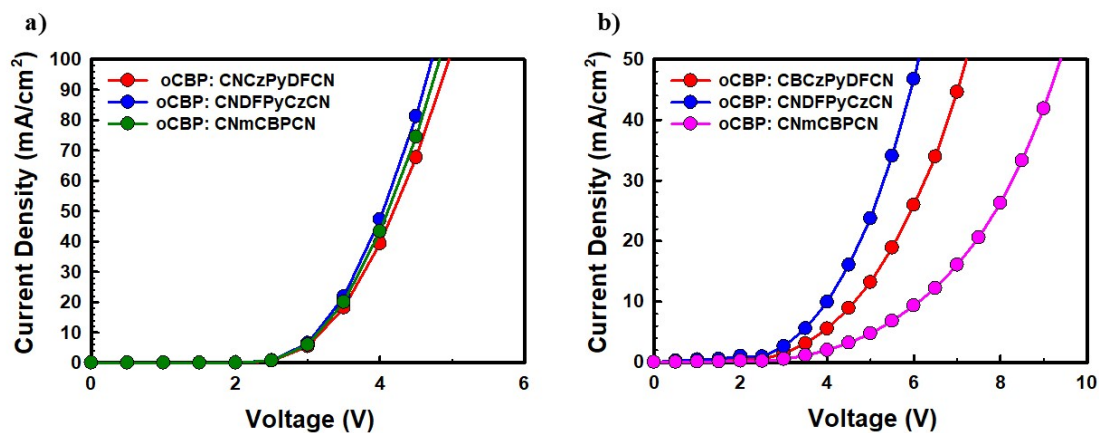 a)
100
90
80
70
60
50
40
30
20
10
0
Current Density (mA/cm²)
oCBP: CNCzPyDFCN
oCBP: CNDFPyCzCN
oCBP: CNmCBPCN
0 2 4 6
Voltage (V)
b)
50
40
30
20
10
0
Current Density (mA/cm²)
oCBP: CBCzPyDFCN
oCBP: CNDFPyCzCN
oCBP: CNmCBPCN
0 2 4 6 8 10
Voltage (V)